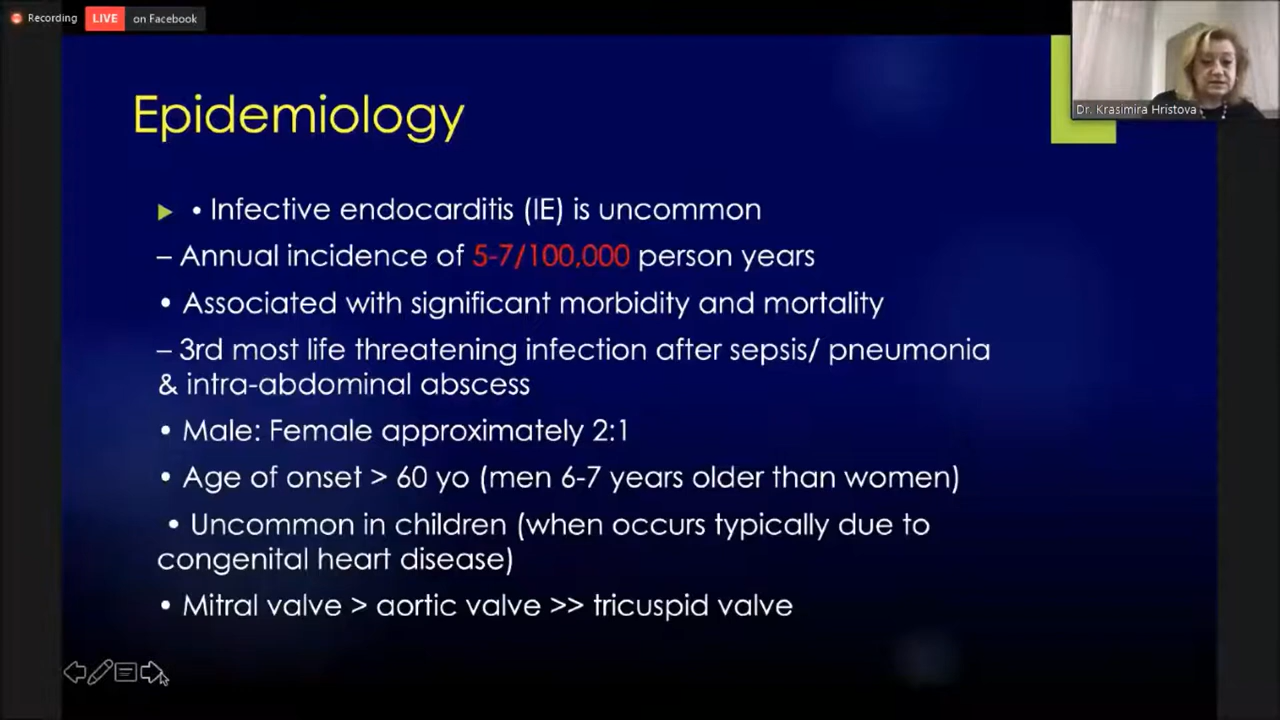 Recording
LIVE on Facebook
Dr. Krasimira Hristova
Epidemiology
• Infective endocarditis (IE) is uncommon
– Annual incidence of 5-7/100,000 person years
• Associated with significant morbidity and mortality
– 3rd most life threatening infection after sepsis/ pneumonia
& intra-abdominal abscess
• Male: Female approximately 2:1
• Age of onset > 60 yo (men 6-7 years older than women)
• Uncommon in children (when occurs typically due to
congenital heart disease)
• Mitral valve > aortic valve >> tricuspid valve